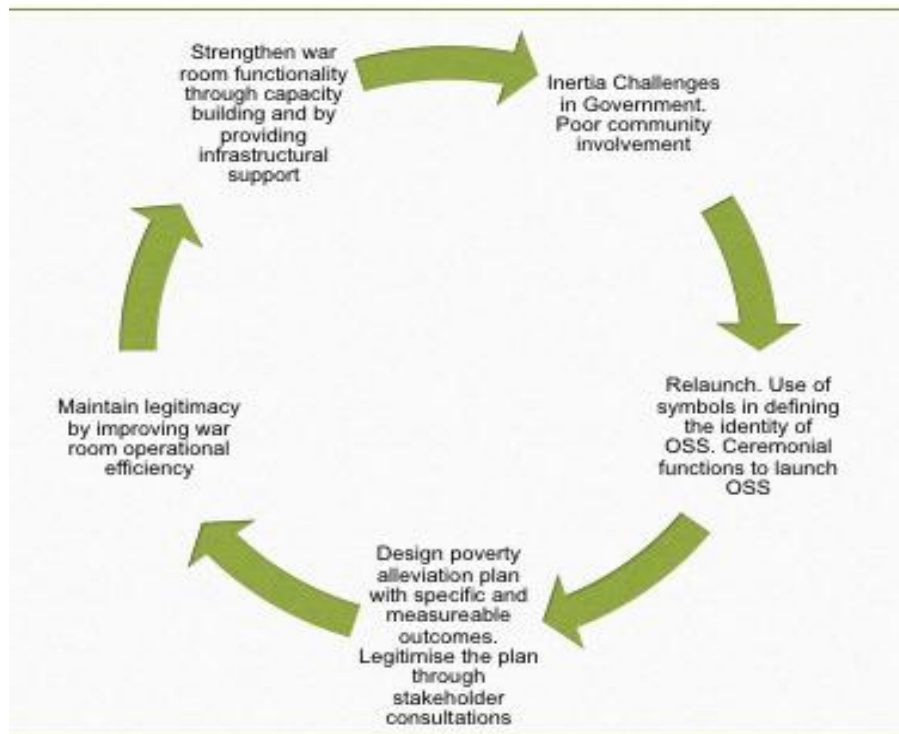 Strengthen war
room functionality
through capacity
building and by
providing
infrastructural
support
Inertia Challenges
in Government.
Poor community
involvement
Relaunch. Use of
symbols in defining
the identity of
OSS. Ceremonial
functions to launch
OSS
Design poverty
alleviation plan
with specific and
measureable
outcomes.
Legitimise the plan
through
stakeholder
consultations
Maintain legitimacy
by improving war
room operational
efficiency